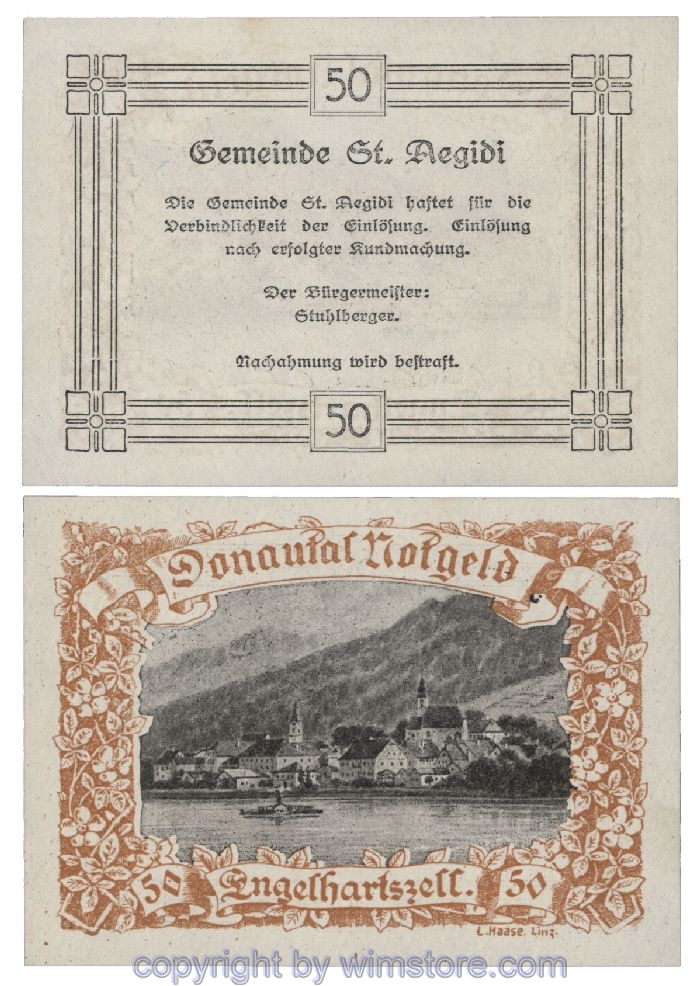 50
Gemeinde St. Aegidi
Die Gemeinde St. Aegidi haftet für die
Verbindlichkeit der Einlösung. Einlösung
nach erfolgter Kundmachung.
Der Bürgermeister:
Stuhlberger.
Nachahmung wird bestraft.
50
Donautal Notgeld
50 Engelhartszell. 50
L. Haase. Linz.
copyright by wimstore.com